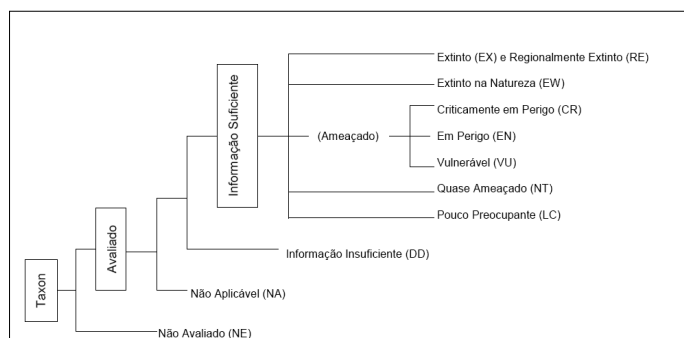 Extinto (EX) e Regionalmente Extinto (RE)
Extinto na Natureza (EW)
Informação Suficiente
Criticamente em Perigo (CR)
(Ameaçado)
Em Perigo (EN)
Vulnerável (VU)
Quase Ameaçado (NT)
Pouco Preocupante (LC)
Avaliado
Informação Insuficiente (DD)
Taxon
Não Aplicável (NA)
Não Avaliado (NE)